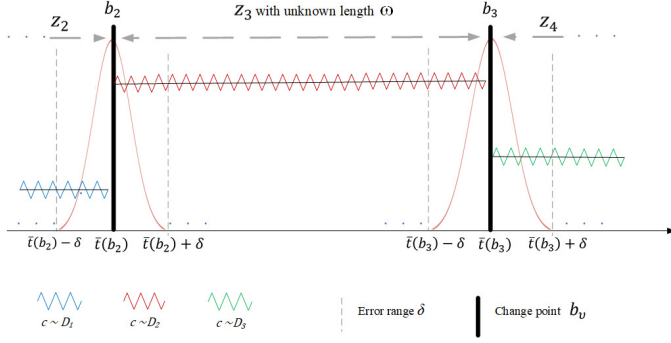 b₂ z₃ with unknown length ω b₃
z₂ z₄
t̄(b₂) − δ t̄(b₂) t̄(b₂) + δ t̄(b₃) − δ t̄(b₃) t̄(b₃) + δ
c ~ D₁ c ~ D₂ c ~ D₃ Error range δ Change point b_υ